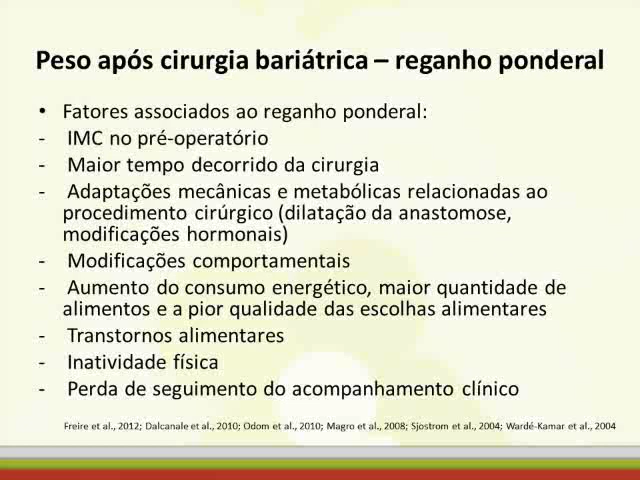 Peso após cirurgia bariátrica – reganho ponderal
• Fatores associados ao reganho ponderal:
- IMC no pré-operatório
- Maior tempo decorrido da cirurgia
- Adaptações mecânicas e metabólicas relacionadas ao
procedimento cirúrgico (dilatação da anastomose,
modificações hormonais)
- Modificações comportamentais
- Aumento do consumo energético, maior quantidade de
alimentos e a pior qualidade das escolhas alimentares
- Transtornos alimentares
- Inatividade física
- Perda de seguimento do acompanhamento clínico
Freire et al., 2012; Dalcanale et al., 2010; Odom et al., 2010; Magro et al., 2008; Sjostrom et al., 2004; Wardé-Kamar et al., 2004